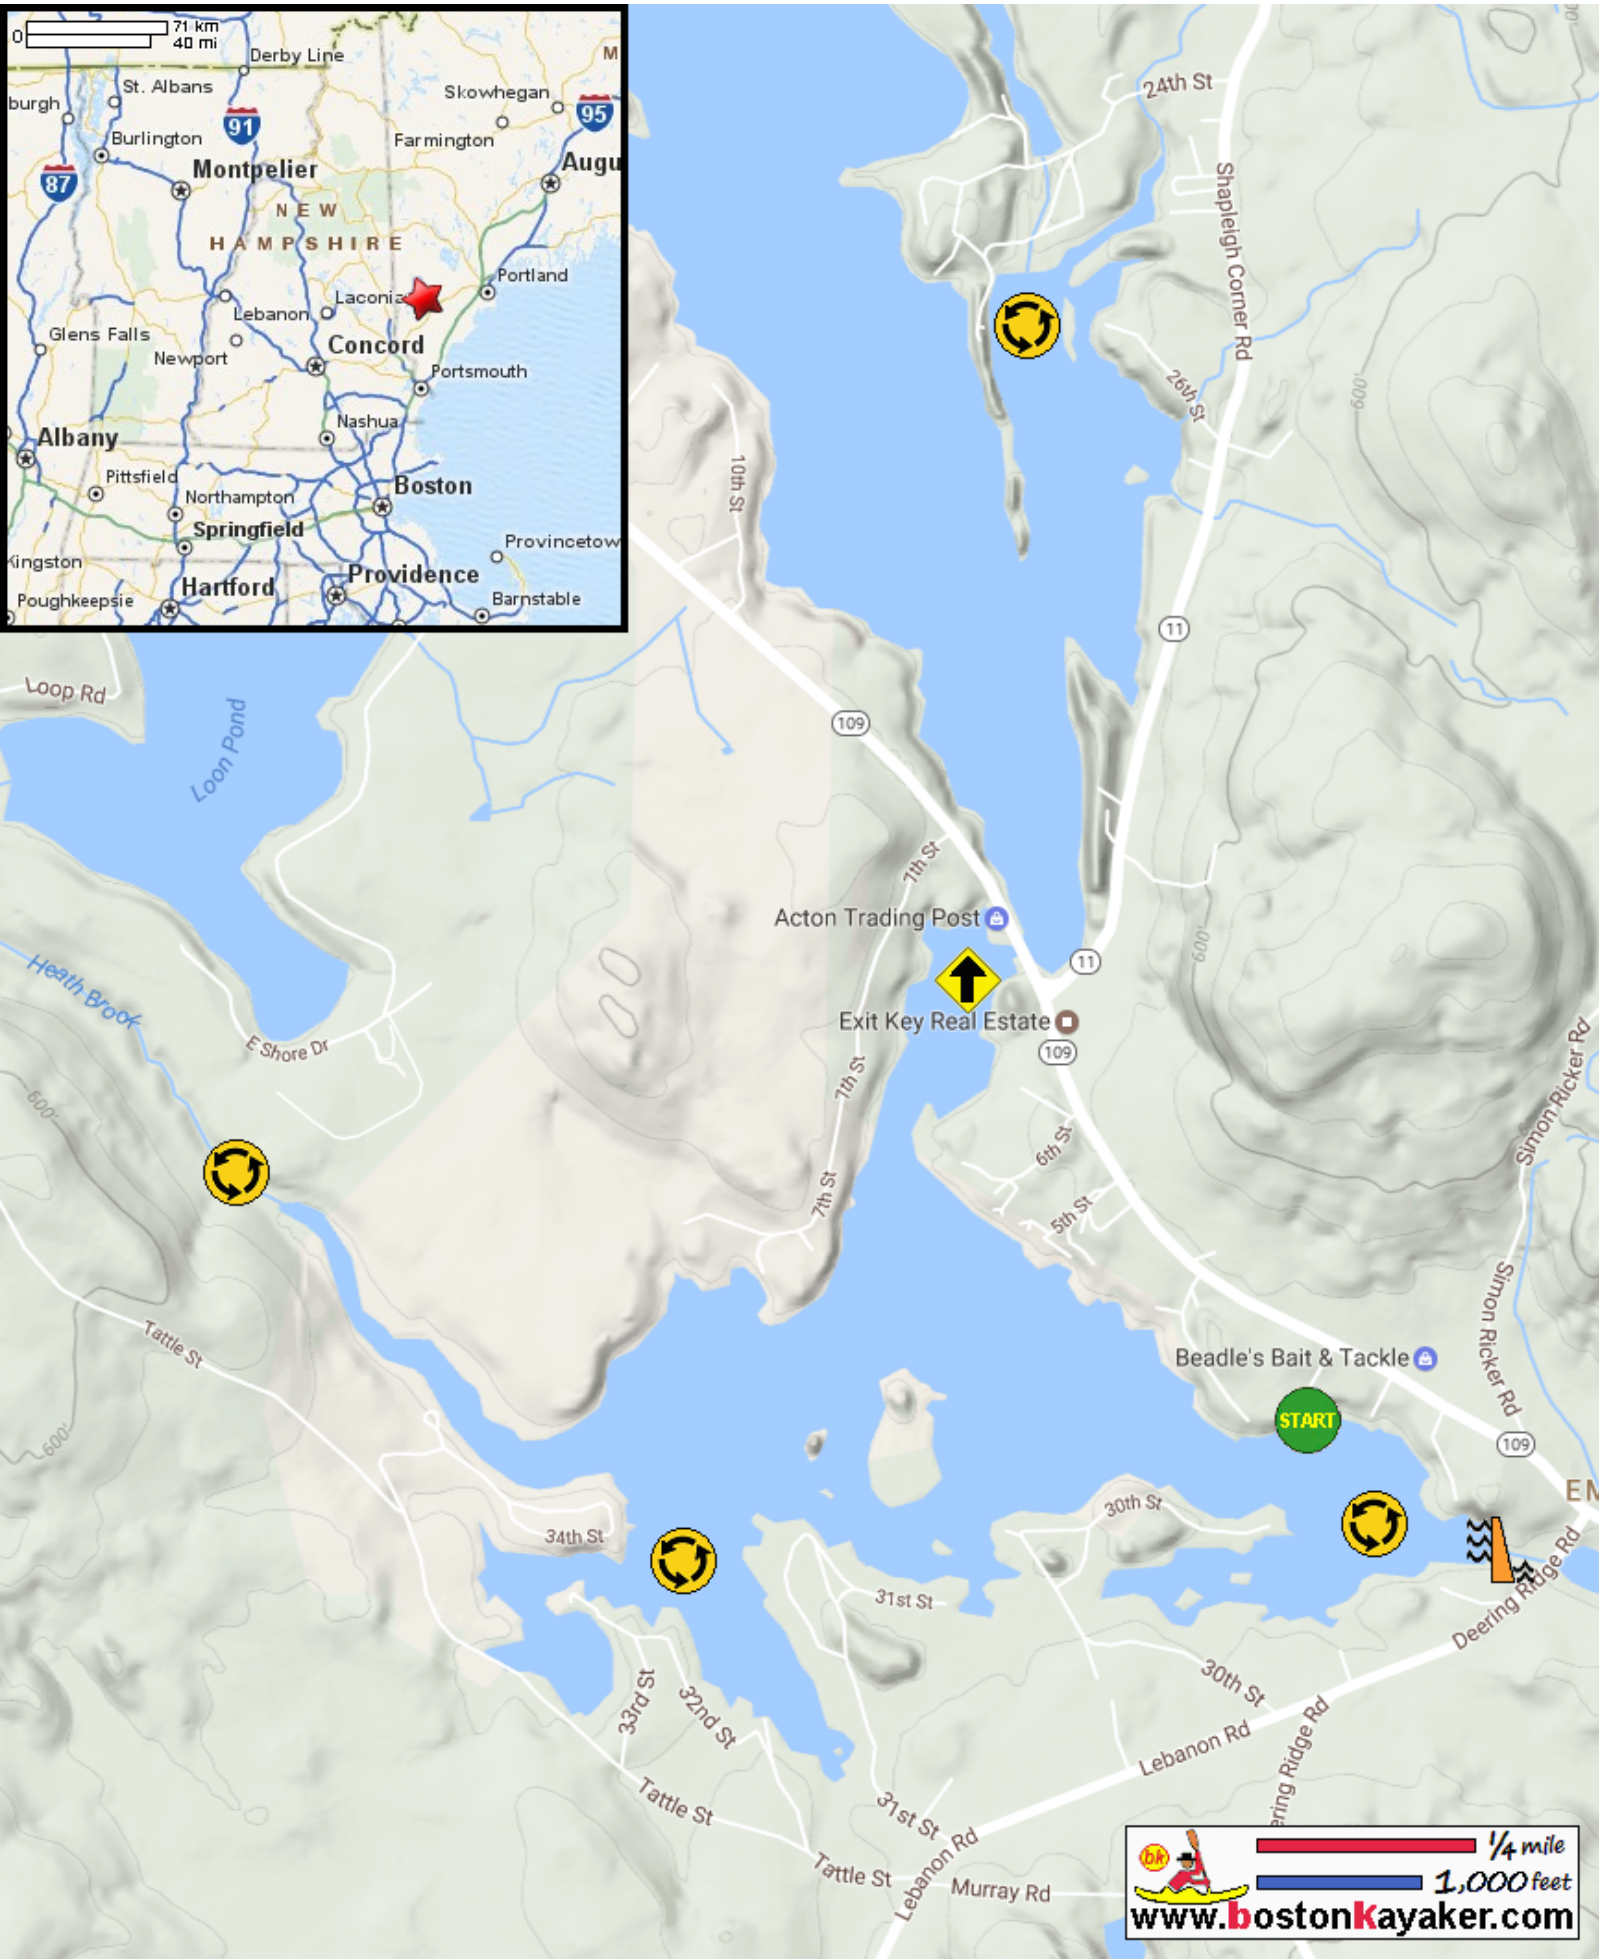 0
71 km
40 mi
Derby Line
M
St. Albans
Skowhegan
burgh
91
95
Burlington
Farmington
Montpelier
Augu
87
NEW
HAMPSHIRE
Portland
Laconia
Lebanon
Glens Falls
Concord
Newport
Portsmouth
Nashua
Albany
Pittsfield
Boston
Northampton
Springfield
Provincetow
Kingston
Providence
Hartford
Poughkeepsie
Barnstable
24th St
Shapleigh Corner Rd
600'
26th St
10th St
11
Loop Rd
Loon Pond
109
7th St
Acton Trading Post
600'
11
Heath Brook
Exit Key Real Estate
E Shore Dr
109
7th St
Simon Ricker Rd
600'
6th St
7th St
5th St
Simon Ricker Rd
Tattle St
Beadle's Bait & Tackle
START
600'
109
EM
30th St
34th St
31st St
Deering Ridge Rd
33rd St
32nd St
30th St
Lebanon Rd
ering Ridge Rd
Tattle St
31st St
Lebanon Rd
Tattle St
Murray Rd
bk
1/4 mile
1,000 feet
www.bostonkayaker.com